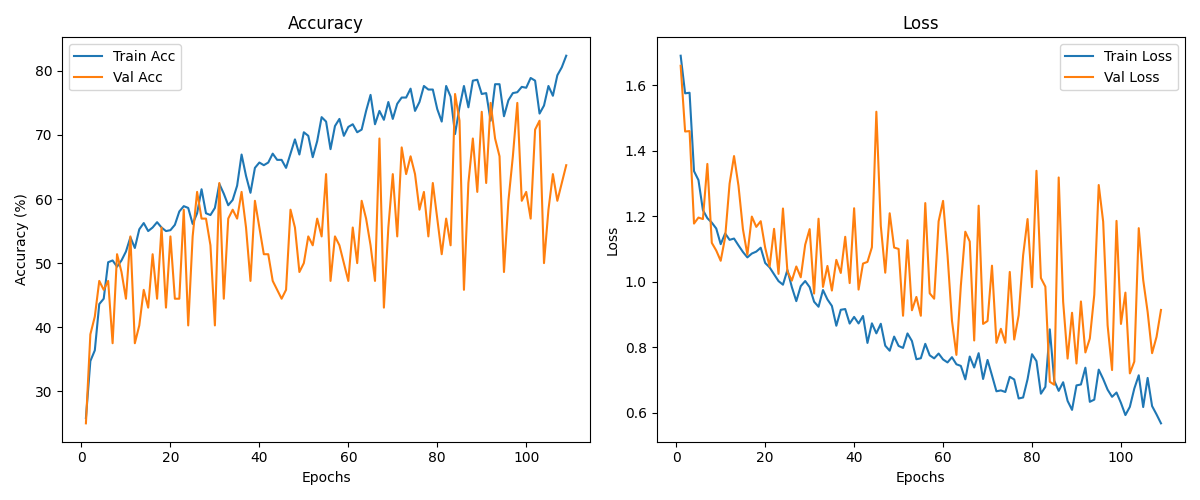 Accuracy
Train Acc
Val Acc
Accuracy (%)
80
70
60
50
40
30
0 20 40 60 80 100
Epochs
Loss
Train Loss
Val Loss
Loss
1.6
1.4
1.2
1.0
0.8
0.6
0 20 40 60 80 100
Epochs